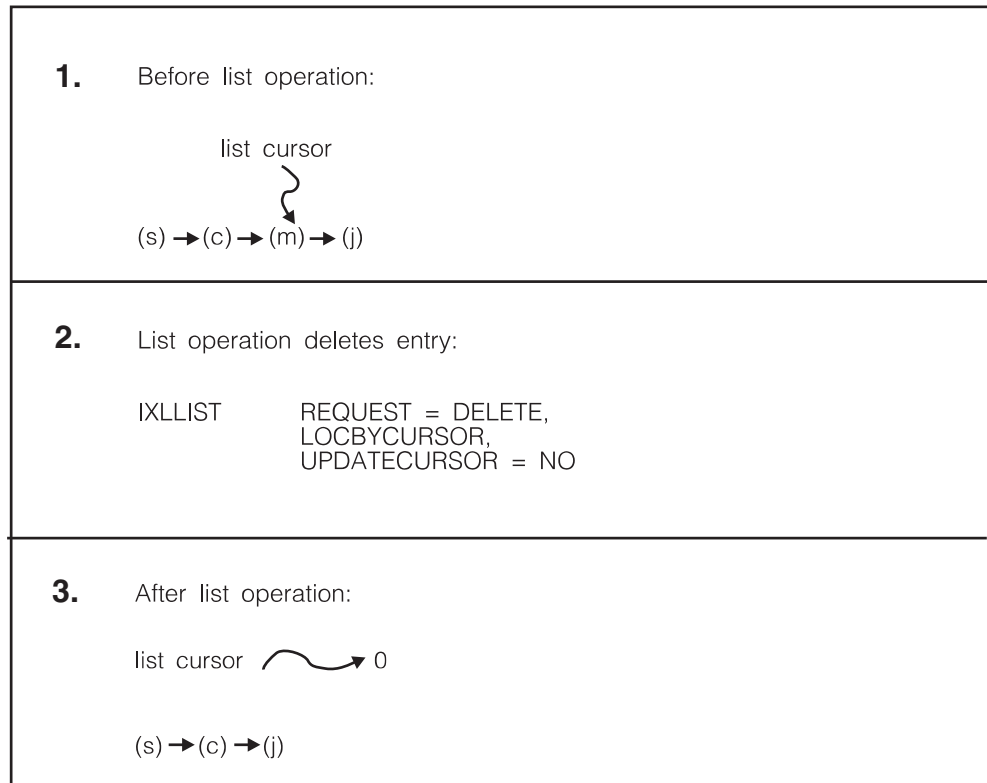 1. Before list operation:
list cursor
(s) → (c) → (m) → (j)
2. List operation deletes entry:
IXLLIST REQUEST = DELETE,
LOCBYCURSOR,
UPDATECURSOR = NO
3. After list operation:
list cursor 0
(s) → (c) → (j)